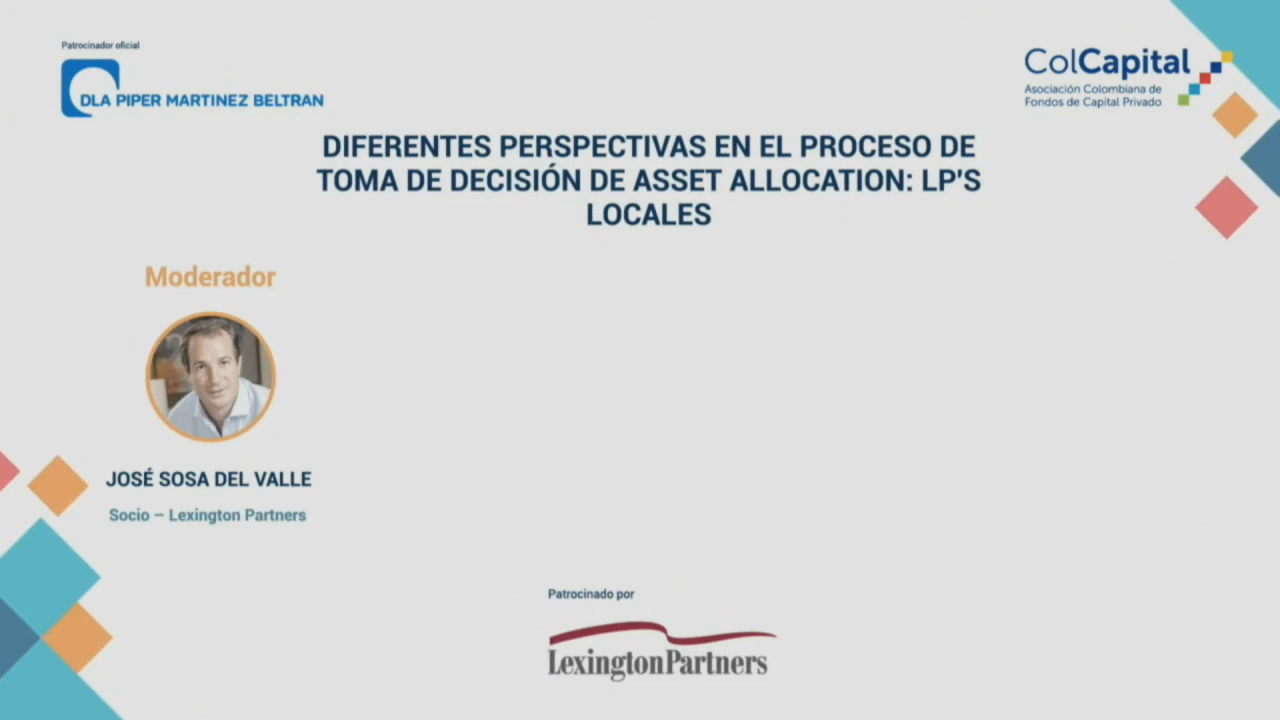 Patrocinador oficial
DLA PIPER MARTINEZ BELTRAN
ColCapital
Asociación Colombiana de
Fondos de Capital Privado
DIFERENTES PERSPECTIVAS EN EL PROCESO DE
TOMA DE DECISIÓN DE ASSET ALLOCATION: LP'S
LOCALES
Moderador
JOSÉ SOSA DEL VALLE
Socio – Lexington Partners
Patrocinado por
LexingtonPartners